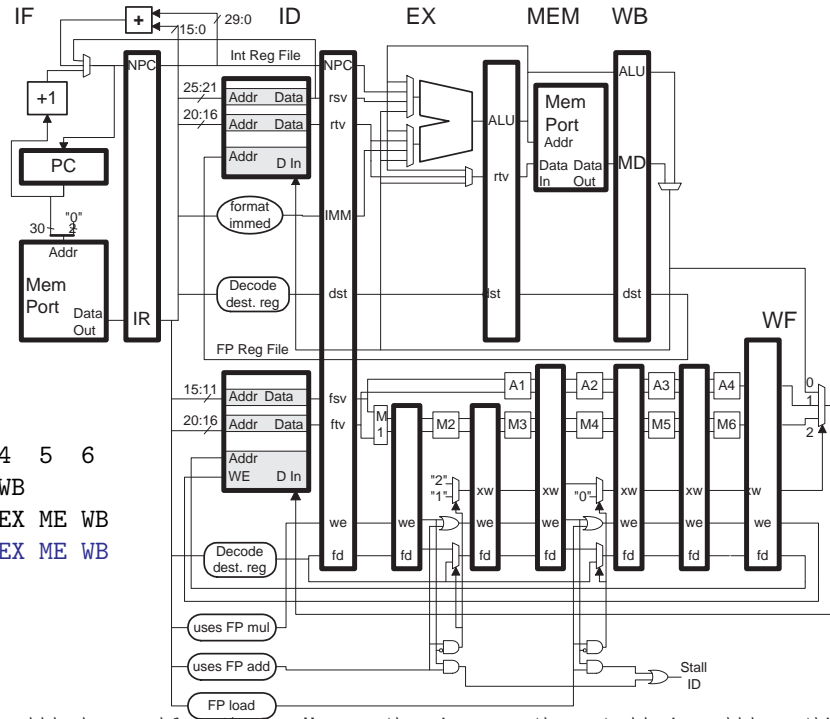 IF ID EX MEM WB
+ 15:0 29:0
Int Reg File
NPC NPC ALU
+1
25:21 Addr Data rsv
20:16 Addr Data rtv
Addr D In
ALU
Mem Port
Addr
Data In
Data Out
MD
rtv
PC
format immed
IMM
30 2 "0"
Addr
Mem Port
Data Out
IR
Decode dest. reg
dst dst dst
FP Reg File
WF
15:11 Addr Data fsv
20:16 Addr Data ftv
Addr
WE D In
A1 A2 A3 A4
M1 M2 M3 M4 M5 M6
0
1
2
4 5 6
WB
EX ME WB
EX ME WB
"2"
"1"
"0"
xw xw xw xw xw
we we we we we we we
Decode dest. reg
fd fd fd fd fd fd
uses FP mul
uses FP add
FP load
Stall ID